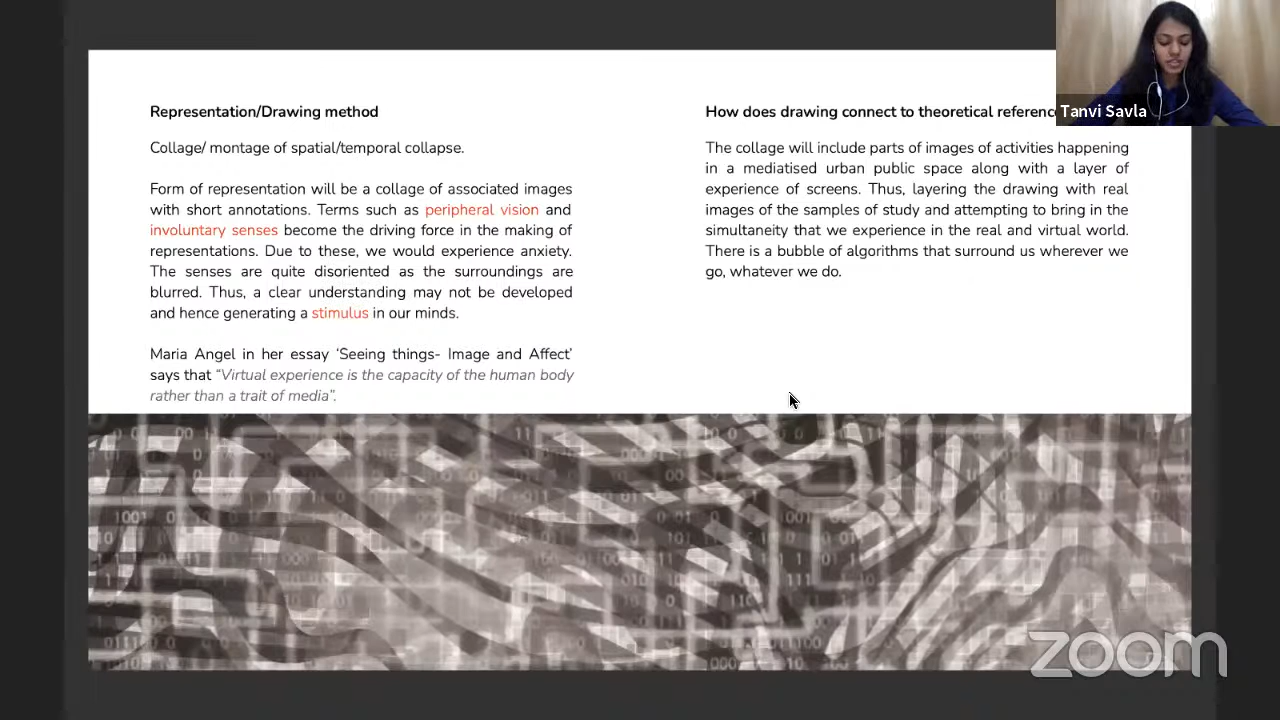 Representation/Drawing method
Collage/ montage of spatial/temporal collapse.
Form of representation will be a collage of associated images
with short annotations. Terms such as peripheral vision and
involuntary senses become the driving force in the making of
representations. Due to these, we would experience anxiety.
The senses are quite disoriented as the surroundings are
blurred. Thus, a clear understanding may not be developed
and hence generating a stimulus in our minds.
Maria Angel in her essay ‘Seeing things- Image and Affect’
says that “Virtual experience is the capacity of the human body
rather than a trait of media”.
How does drawing connect to theoretical
The collage will include parts of images of activities happening
in a mediatised urban public space along with a layer of
experience of screens. Thus, layering the drawing with real
images of the samples of study and attempting to bring in the
simultaneity that we experience in the real and virtual world.
There is a bubble of algorithms that surround us wherever we
go, whatever we do.
Tanvi Savla
zoom